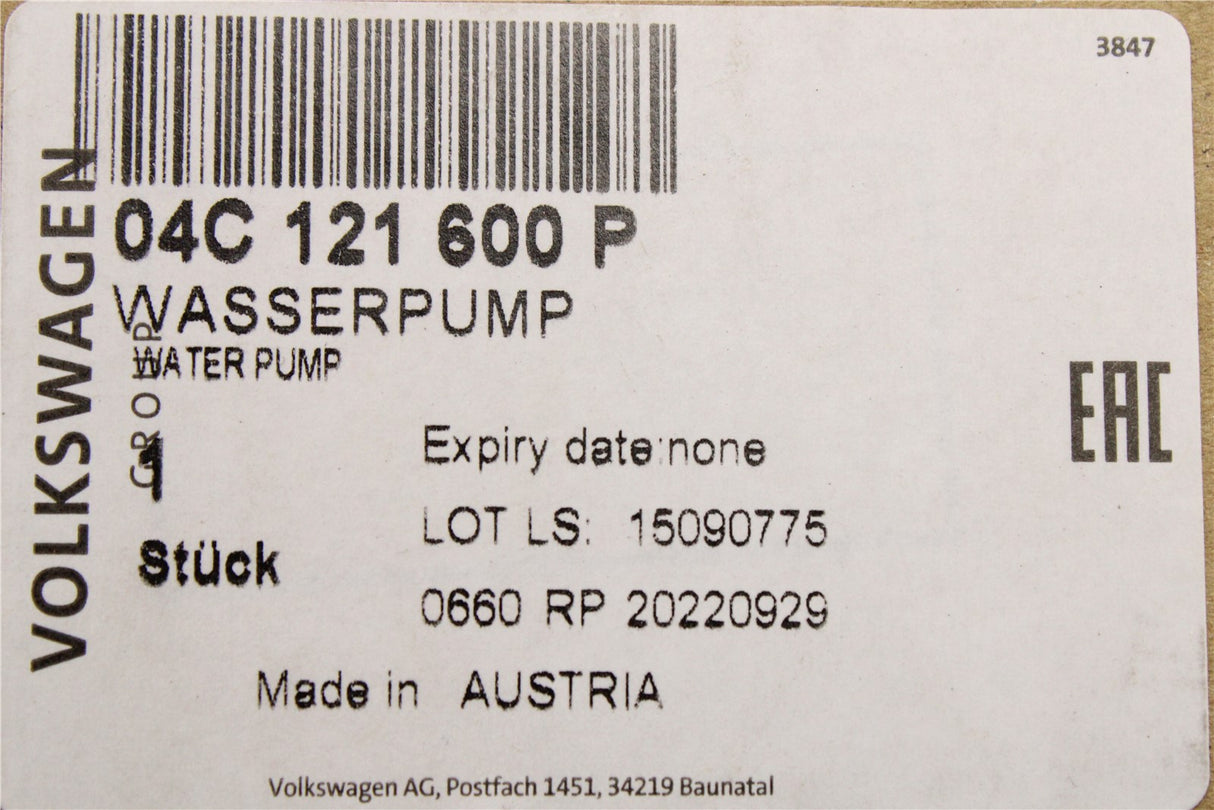 3847
VOLKSWAGEN
GROUP
04C 121 600 P
WASSERPUMP
WATER PUMP
1
Stück
Expiry date:none
LOT LS: 15090775
0660 RP 20220929
Made in AUSTRIA
EAC
Volkswagen AG, Postfach 1451, 34219 Baunatal